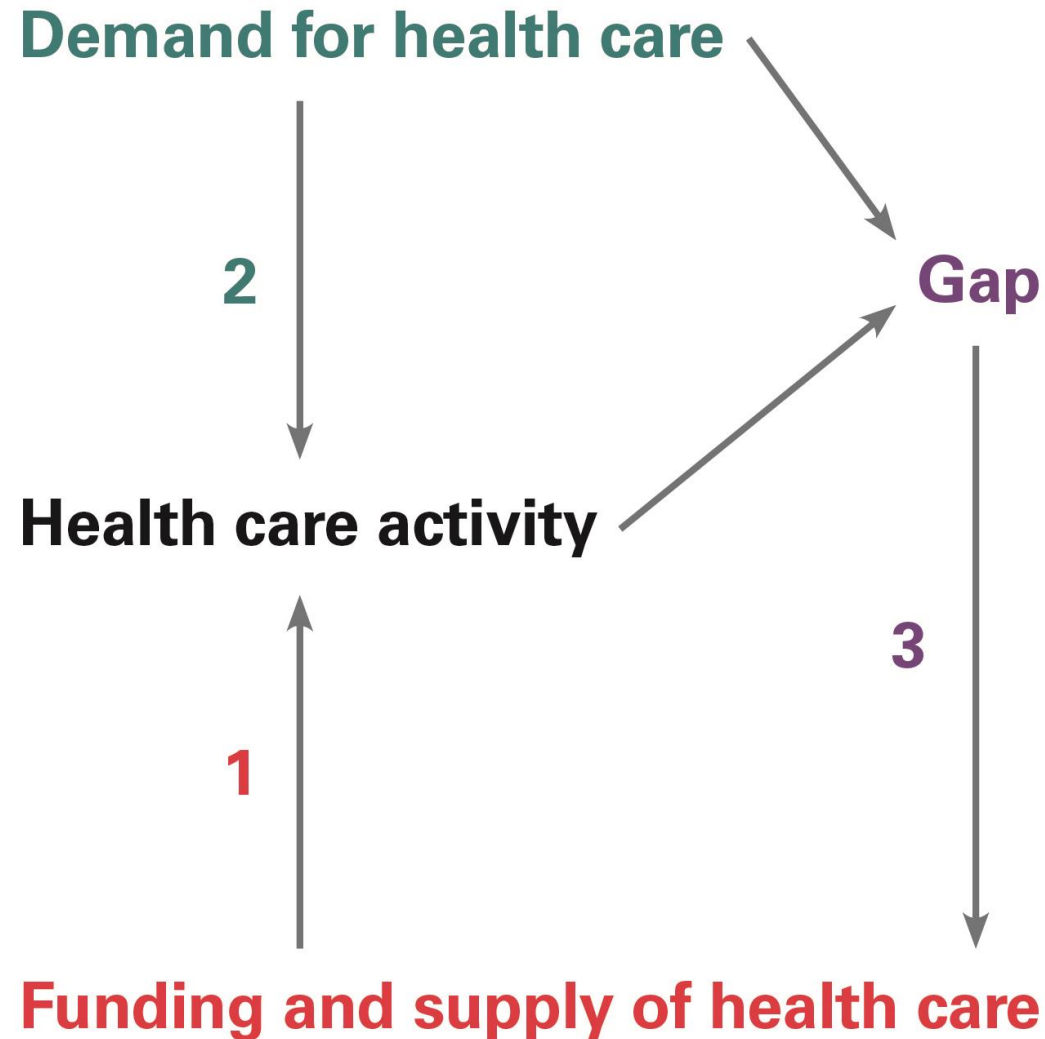 Demand for health care
2
Gap
Health care activity
3
1
Funding and supply of health care